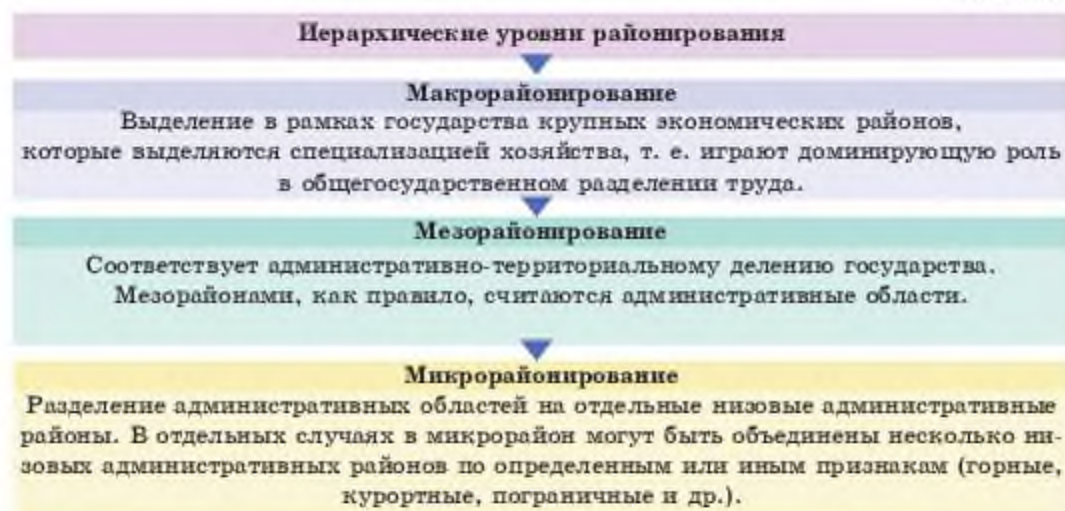 Иерархические уровни районирования
Макрорайонирование
Выделение в рамках государства крупных экономических районов,
которые выделяются специализацией хозяйства, т. е. играют доминирующую роль
в общегосударственном разделении труда.
Мезорайонирование
Соответствует административно-территориальному делению государства.
Мезорайонами, как правило, считаются административные области.
Микрорайонирование
Разделение административных областей на отдельные низовые административные
районы. В отдельных случаях в микрорайон могут быть объединены несколько ни-
зовых административных районов по определенным или иным признакам (горные,
курортные, пограничные и др.).